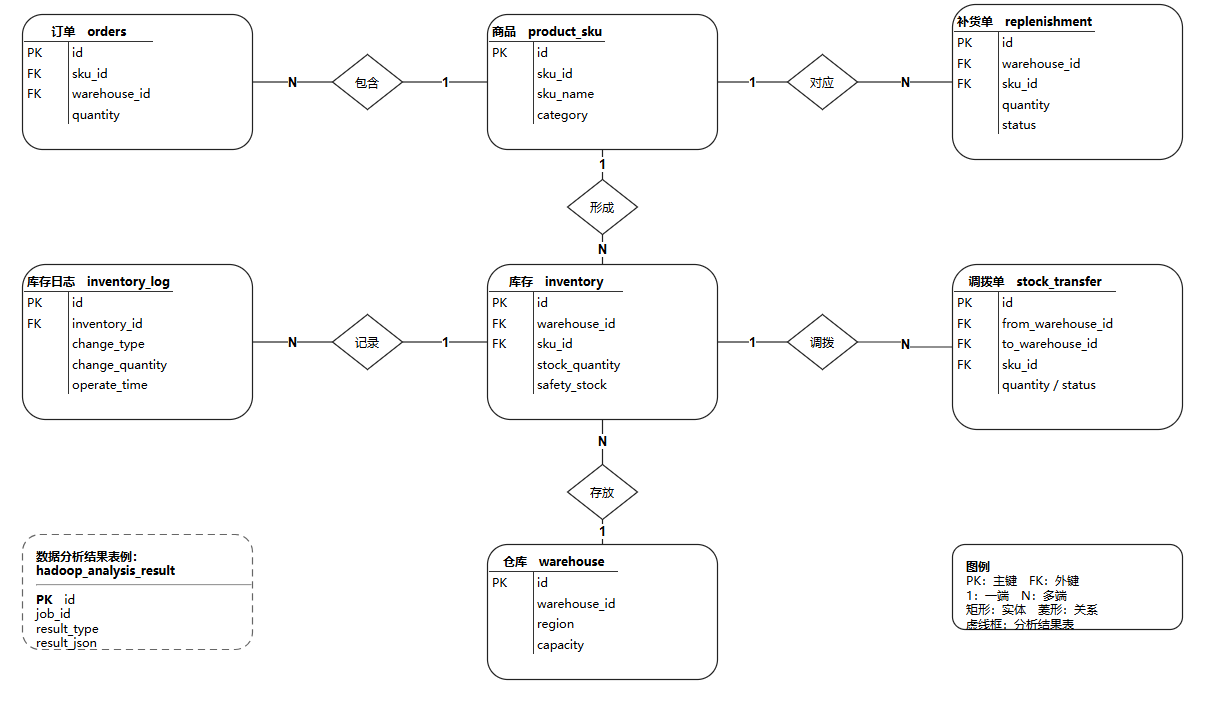 订单 orders
PK id
FK sku_id
FK warehouse_id
quantity
N
包含
1
商品 product_sku
PK id
sku_id
sku_name
category
1
对应
N
补货单 replenishment
PK id
FK warehouse_id
FK sku_id
quantity
status
1
形成
N
库存日志 inventory_log
PK id
FK inventory_id
change_type
change_quantity
operate_time
N
记录
1
库存 inventory
PK id
FK warehouse_id
FK sku_id
stock_quantity
safety_stock
1
调拨
N
调拨单 stock_transfer
PK id
FK from_warehouse_id
FK to_warehouse_id
FK sku_id
quantity / status
N
存放
1
数据分析结果表例：
hadoop_analysis_result
PK id
job_id
result_type
result_json
仓库 warehouse
PK id
warehouse_id
region
capacity
图例
PK：主键 FK：外键
1：一端 N：多端
矩形：实体 菱形：关系
虚线框：分析结果表